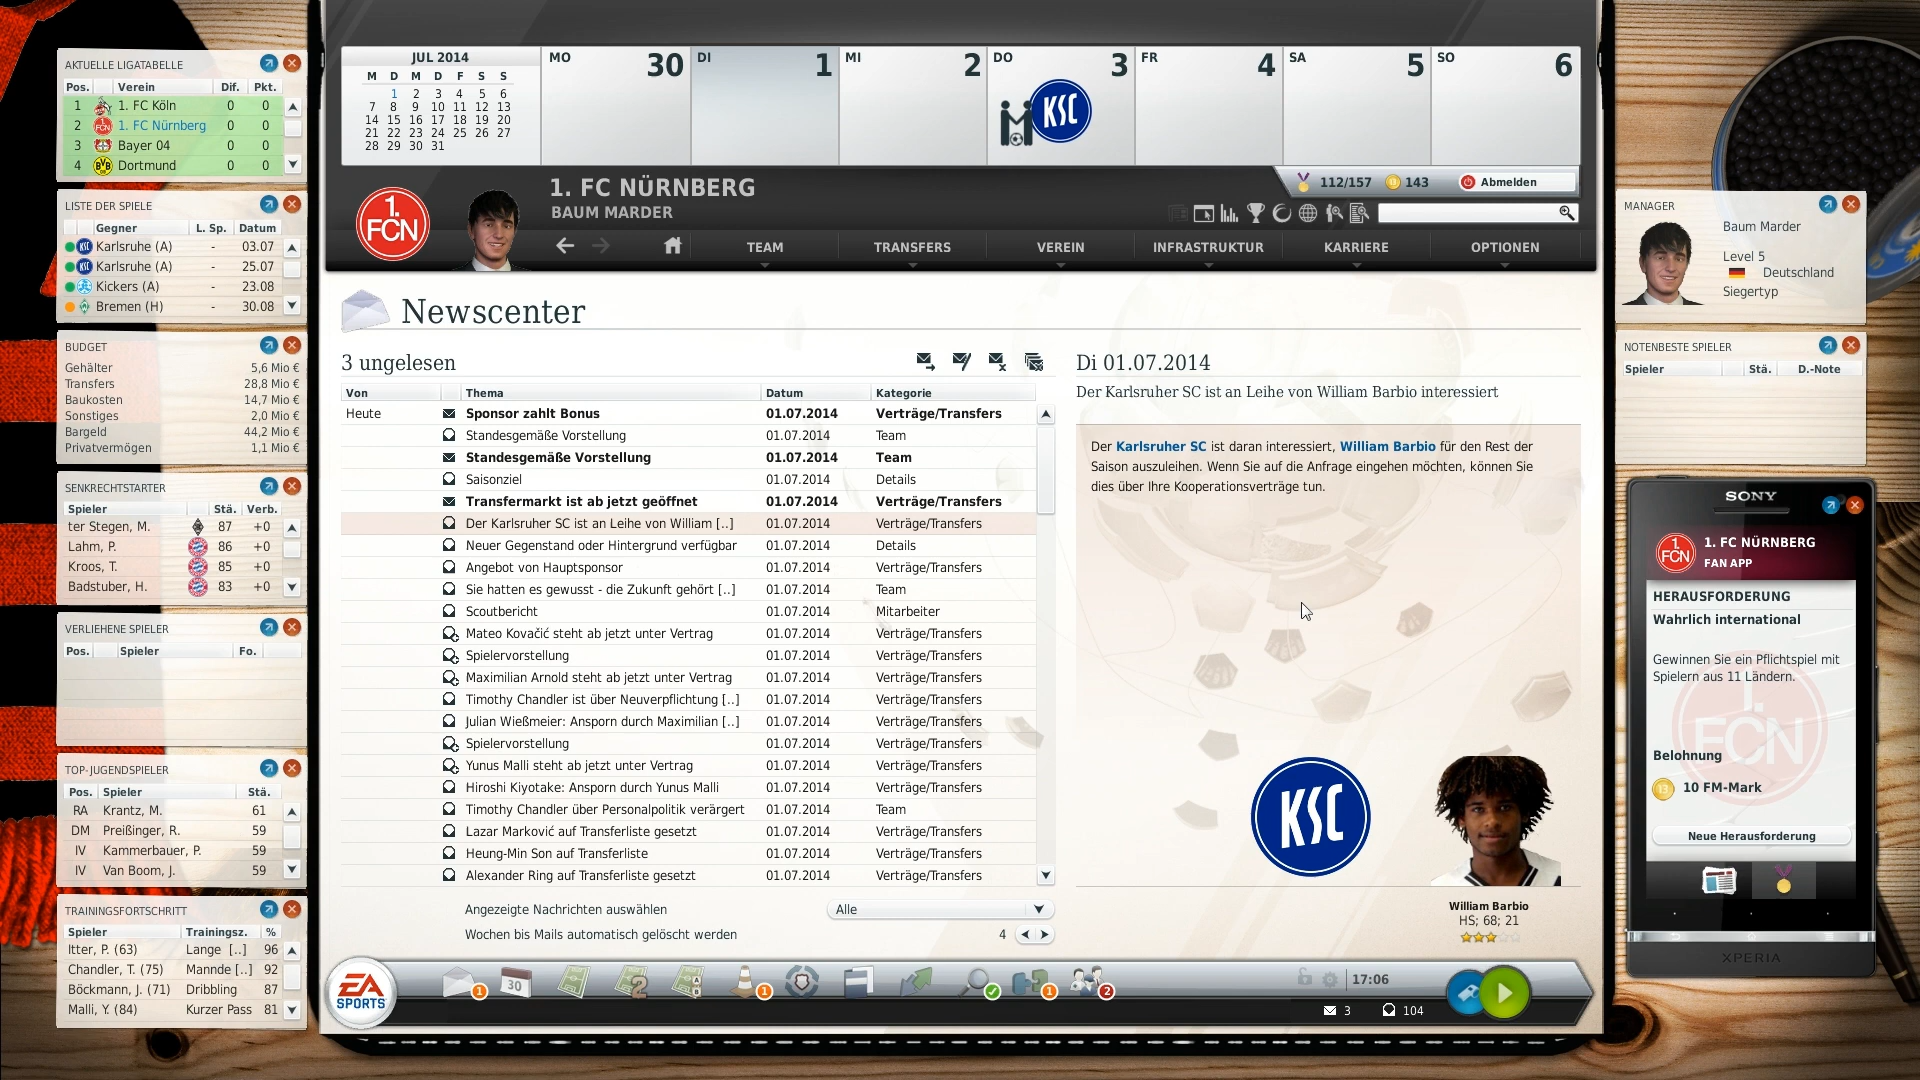 AKTUELLE LIGATABELLE
Pos. Verein Dif. Pkt.
1 1. FC Köln 0 0
2 1. FC Nürnberg 0 0
3 Bayer 04 0 0
4 Dortmund 0 0
LISTE DER SPIELE
Gegner L. Sp. Datum
Karlsruhe (A) - 03.07
Karlsruhe (A) - 25.07
Kickers (A) - 23.08
Bremen (H) - 30.08
BUDGET
Gehälter 5,6 Mio €
Transfers 28,8 Mio €
Baukosten 14,7 Mio €
Sonstiges 2,0 Mio €
Bargeld 44,2 Mio €
Privatvermögen 1,1 Mio €
SENKRECHTSTARTER
Spieler Stä. Verb.
ter Stegen, M. 87 +0
Lahm, P. 86 +0
Kroos, T. 85 +0
Badstuber, H. 83 +0
VERLIEHENE SPIELER
Pos. Spieler Fo.
TOP-JUGENDSPIELER
Pos. Spieler Stä.
RA Krantz, M. 61
DM Preißinger, R. 59
IV Kammerbauer, P. 59
IV Van Boom, J. 59
TRAININGSFORTSCHRITT
Spieler Trainingsz. %
Itter, P. (63) Lange [..] 96
Chandler, T. (75) Mannde [..] 92
Böckmann, J. (71) Dribbling 87
Malli, Y. (84) Kurzer Pass 81
JUL 2014
M D M D F S S
1 2 3 4 5 6
7 8 9 10 11 12 13
14 15 16 17 18 19 20
21 22 23 24 25 26 27
28 29 30 31
MO 30 DI 1 MI 2 DO 3 FR 4 SA 5 SO 6
KSC
1. FCN
1. FC NÜRNBERG
BAUM MARDER
112/157 143 Abmelden
TEAM TRANSFERS VEREIN INFRASTRUKTUR KARRIERE OPTIONEN
Newscenter
3 ungelesen
Von Thema Datum Kategorie
Heute Sponsor zahlt Bonus 01.07.2014 Verträge/Transfers
Standesgemäße Vorstellung 01.07.2014 Team
Standesgemäße Vorstellung 01.07.2014 Team
Saisonziel 01.07.2014 Details
Transfermarkt ist ab jetzt geöffnet 01.07.2014 Verträge/Transfers
Der Karlsruher SC ist an Leihe von William [..] 01.07.2014 Verträge/Transfers
Neuer Gegenstand oder Hintergrund verfügbar 01.07.2014 Details
Angebot von Hauptsponsor 01.07.2014 Verträge/Transfers
Sie hatten es gewusst - die Zukunft gehört [..] 01.07.2014 Team
Scoutbericht 01.07.2014 Mitarbeiter
Mateo Kovačić steht ab jetzt unter Vertrag 01.07.2014 Verträge/Transfers
Spielervorstellung 01.07.2014 Verträge/Transfers
Maximilian Arnold steht ab jetzt unter Vertrag 01.07.2014 Verträge/Transfers
Timothy Chandler ist über Neuverpflichtung [..] 01.07.2014 Verträge/Transfers
Julian Wießmeier: Ansporn durch Maximilian [..] 01.07.2014 Verträge/Transfers
Spielervorstellung 01.07.2014 Verträge/Transfers
Yunus Malli steht ab jetzt unter Vertrag 01.07.2014 Verträge/Transfers
Hiroshi Kiyotake: Ansporn durch Yunus Malli 01.07.2014 Verträge/Transfers
Timothy Chandler über Personalpolitik verärgert 01.07.2014 Team
Lazar Marković auf Transferliste gesetzt 01.07.2014 Verträge/Transfers
Heung-Min Son auf Transferliste 01.07.2014 Verträge/Transfers
Alexander Ring auf Transferliste gesetzt 01.07.2014 Verträge/Transfers
Angezeigte Nachrichten auswählen Alle
Wochen bis Mails automatisch gelöscht werden 4
Di 01.07.2014
Der Karlsruher SC ist an Leihe von William Barbio interessiert
Der Karlsruher SC ist daran interessiert, William Barbio für den Rest der
Saison auszuleihen. Wenn Sie auf die Anfrage eingehen möchten, können Sie
dies über Ihre Kooperationsverträge tun.
KSC
William Barbio
HS; 68; 21
EA
SPORTS
1 30 2 1 1 2
17:06
3 104
MANAGER
Baum Marder
Level 5
Deutschland
Siegertyp
NOTENBESTE SPIELER
Spieler Stä. D.-Note
SONY
1. FCN
1. FC NÜRNBERG
FAN APP
HERAUSFORDERUNG
Wahrlich international
Gewinnen Sie ein Pflichtspiel mit
Spielern aus 11 Ländern.
Belohnung
10 FM-Mark
Neue Herausforderung
XPERIA